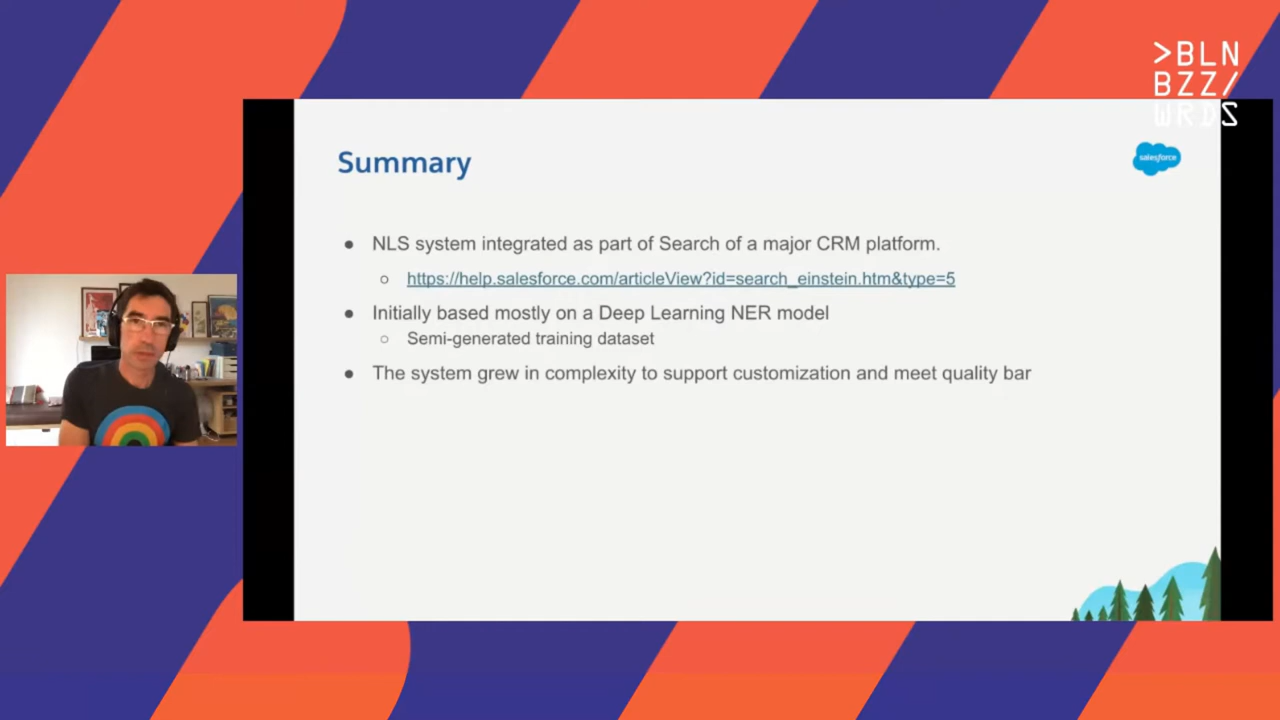 >BLN
BZZ/
WRDS
Summary
salesforce
● NLS system integrated as part of Search of a major CRM platform.
○ https://help.salesforce.com/articleView?id=search_einstein.htm&type=5
● Initially based mostly on a Deep Learning NER model
○ Semi-generated training dataset
● The system grew in complexity to support customization and meet quality bar